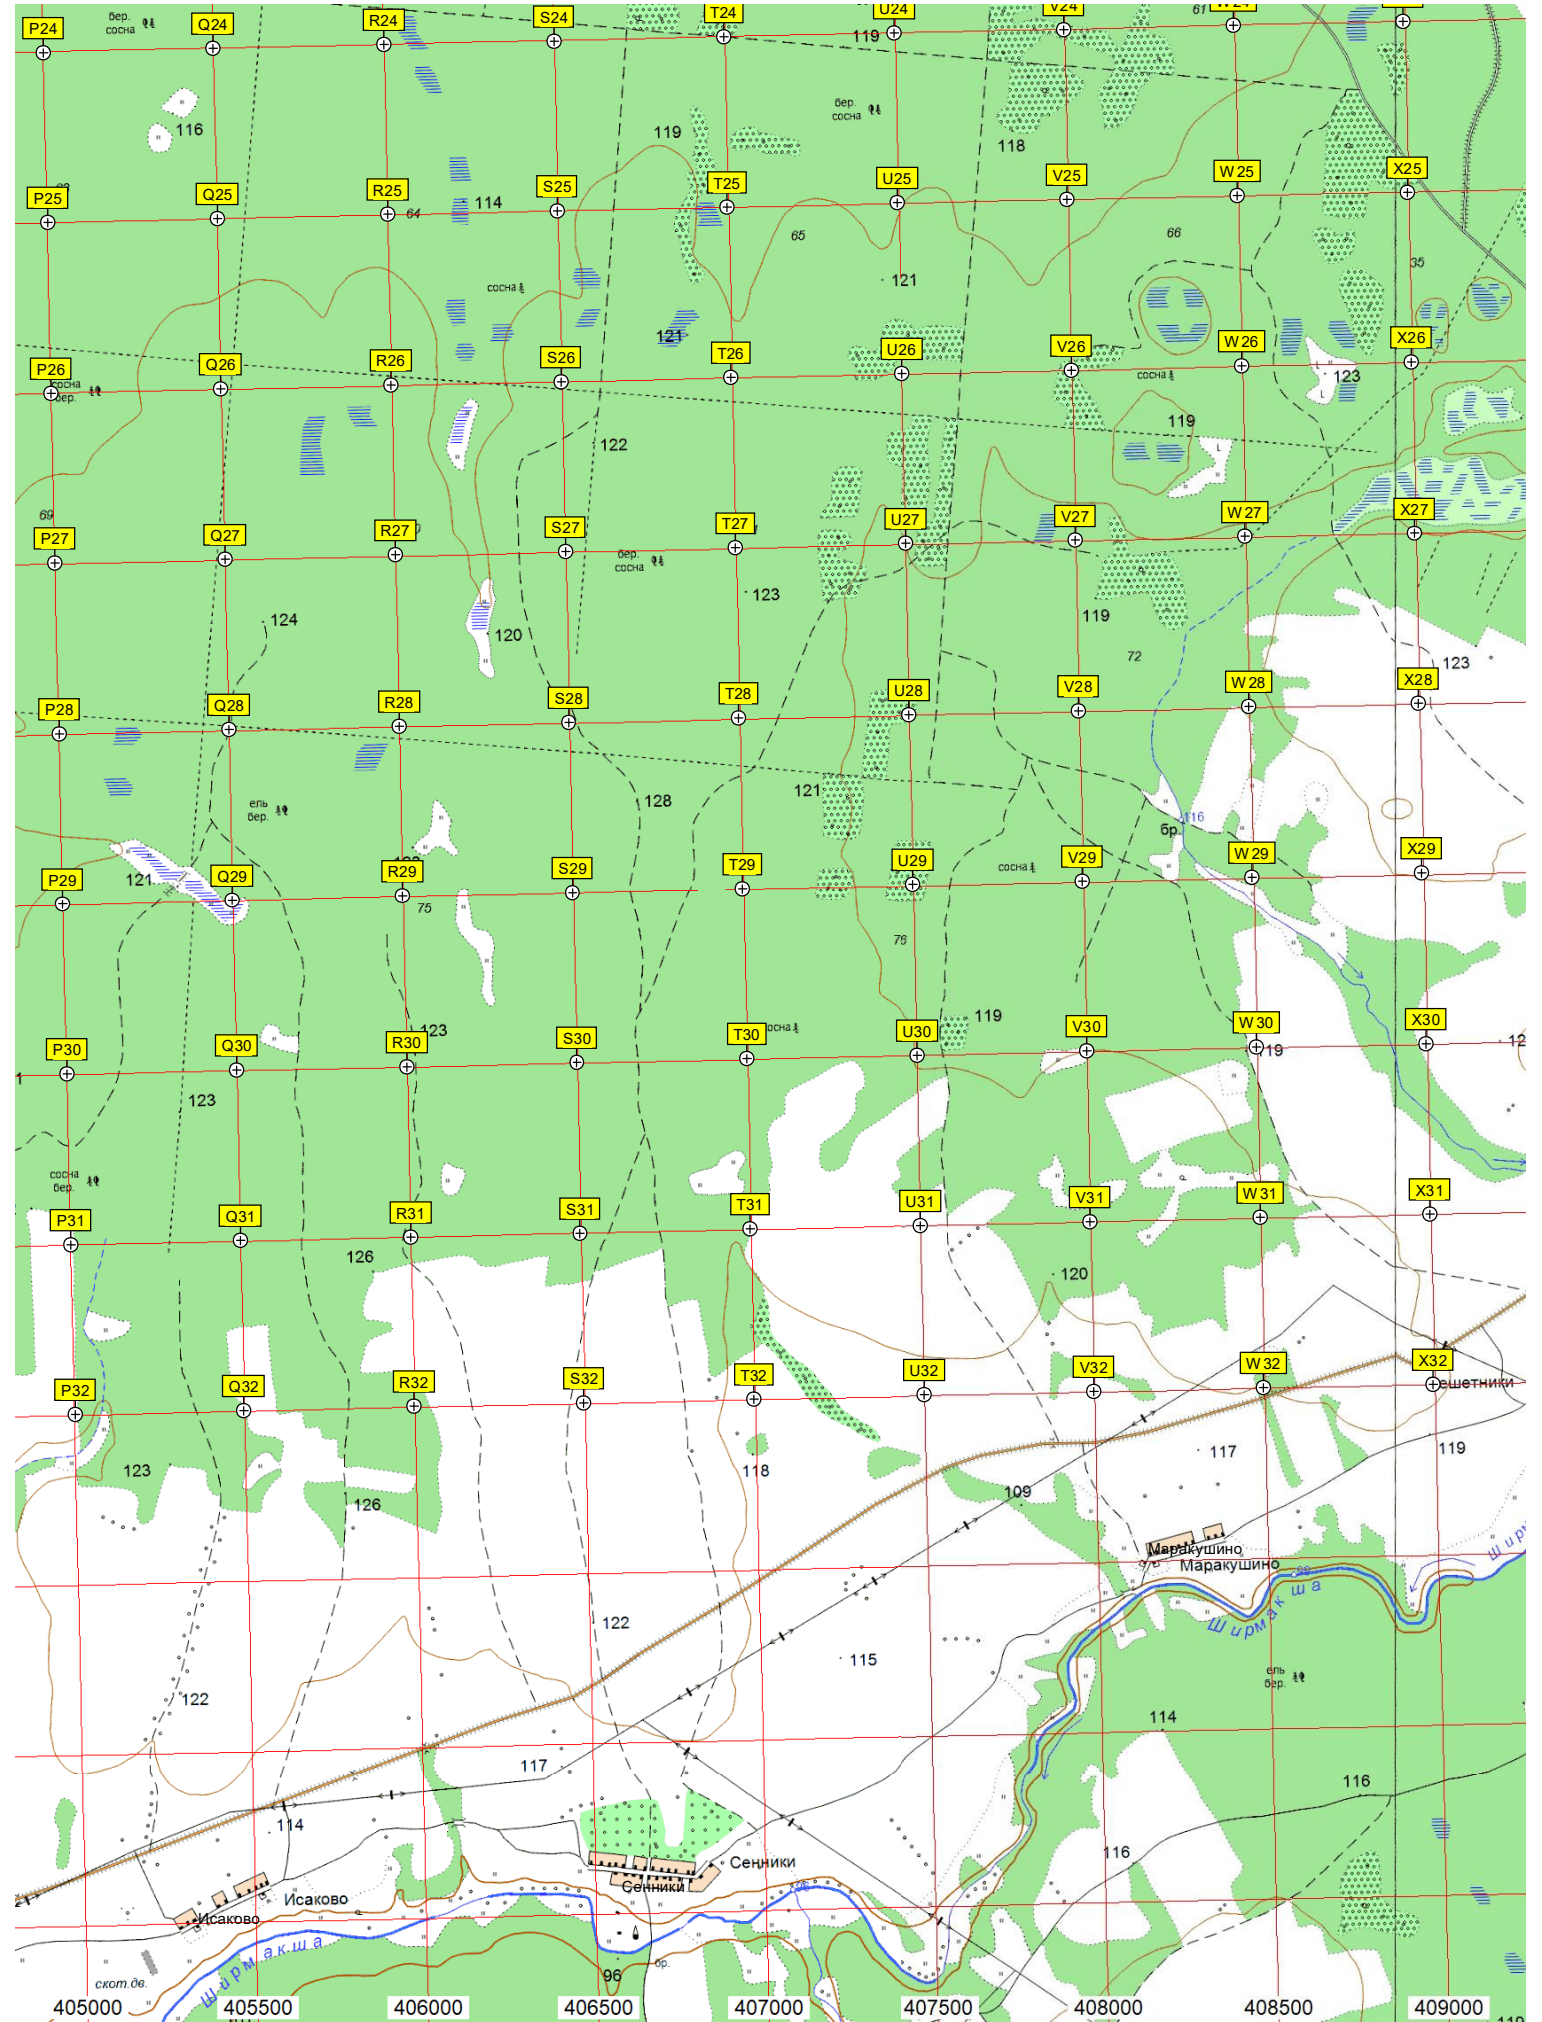 P24 Q24 R24 S24 T24 U24 V24
бер.
сосна
61
119
116
119
бер.
сосна
118
P25 Q25 R25 S25 T25 U25 V25 W25 X25
64
114
65
66
35
121
сосна
121
P26 Q26 R26 S26 T26 U26 V26 W26 X26
сосна
бер.
сосна
123
119
122
69
P27 Q27 R27 S27 T27 U27 V27 W27 X27
бер.
сосна
123
119
124
120
72
123
P28 Q28 R28 S28 T28 U28 V28 W28 X28
128
121
ель
бер.
116
бр.
P29 Q29 R29 S29 T29 U29 V29 W29 X29
121
сосна
75
76
119
123
P30 Q30 R30 S30 T30 U30 V30 W30 X30
123
сосна
бер.
P31 Q31 R31 S31 T31 U31 V31 W31 X31
126
120
P32 Q32 R32 S32 T32 U32 V32 W32 X32
ешетники
117
119
123
118
109
126
Маракушино
Маракушино
Ширмакша
122
115
ель
бер.
122
114
117
116
114
116
Сенники
Сенники
Исаково
Исаково
Ширмакша
бр.
96
скот.дв.
405000 405500 406000 406500 407000 407500 408000 408500 409000